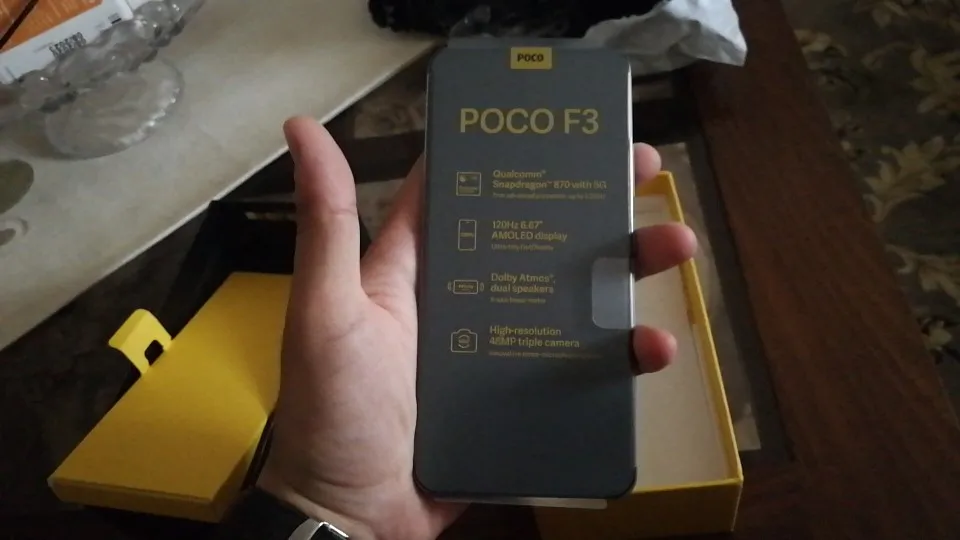 POCO
POCO F3
Qualcomm®
Snapdragon™ 870 with 5G
120Hz 6.67"
AMOLED display
Dolby Atmos®,
dual speakers
High-resolution
48MP triple camera